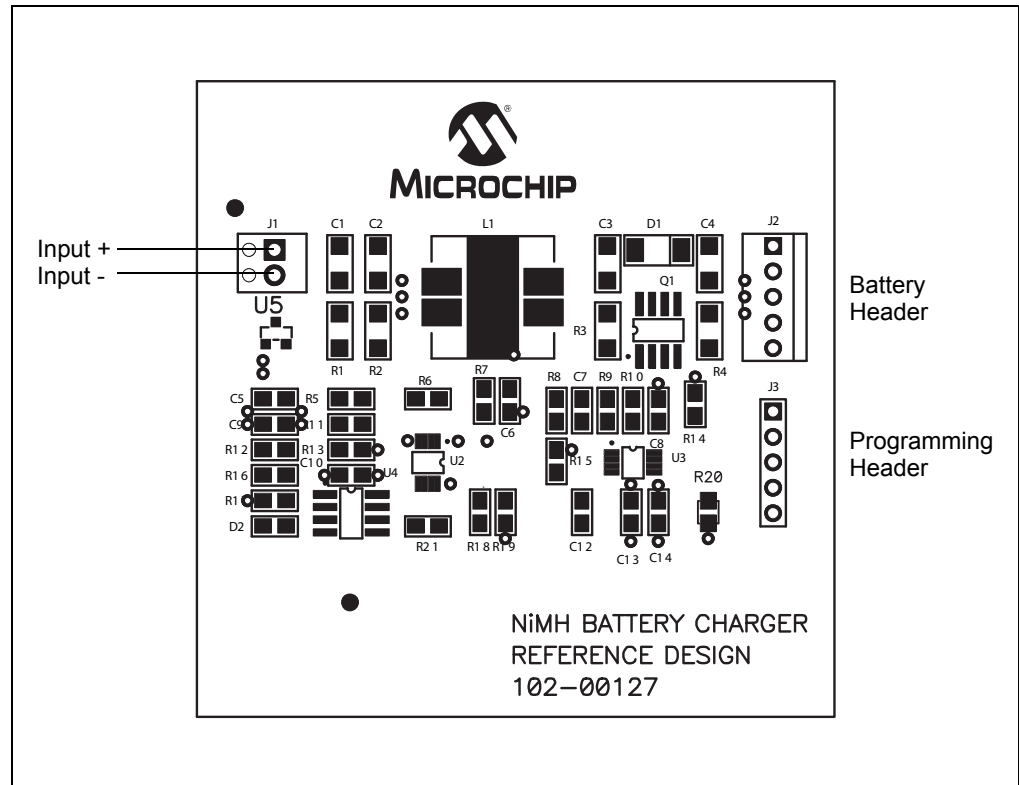 ®
MICROCHIP
J1
C1
C2
L1
C3
D1
C4
J2
Input +
Input -
U5
Q1
Battery
Header
R3
R1
R2
R4
R7
R6
R8
C7
R9
R10
J3
C5
R5
C9
R11
C6
C8
R14
R12
R13
C10
U4
U2
R15
U3
Programming
Header
R16
R20
R1
D2
R21
R18
R19
C12
C13
C14
NiMH BATTERY CHARGER
REFERENCE DESIGN
102-00127